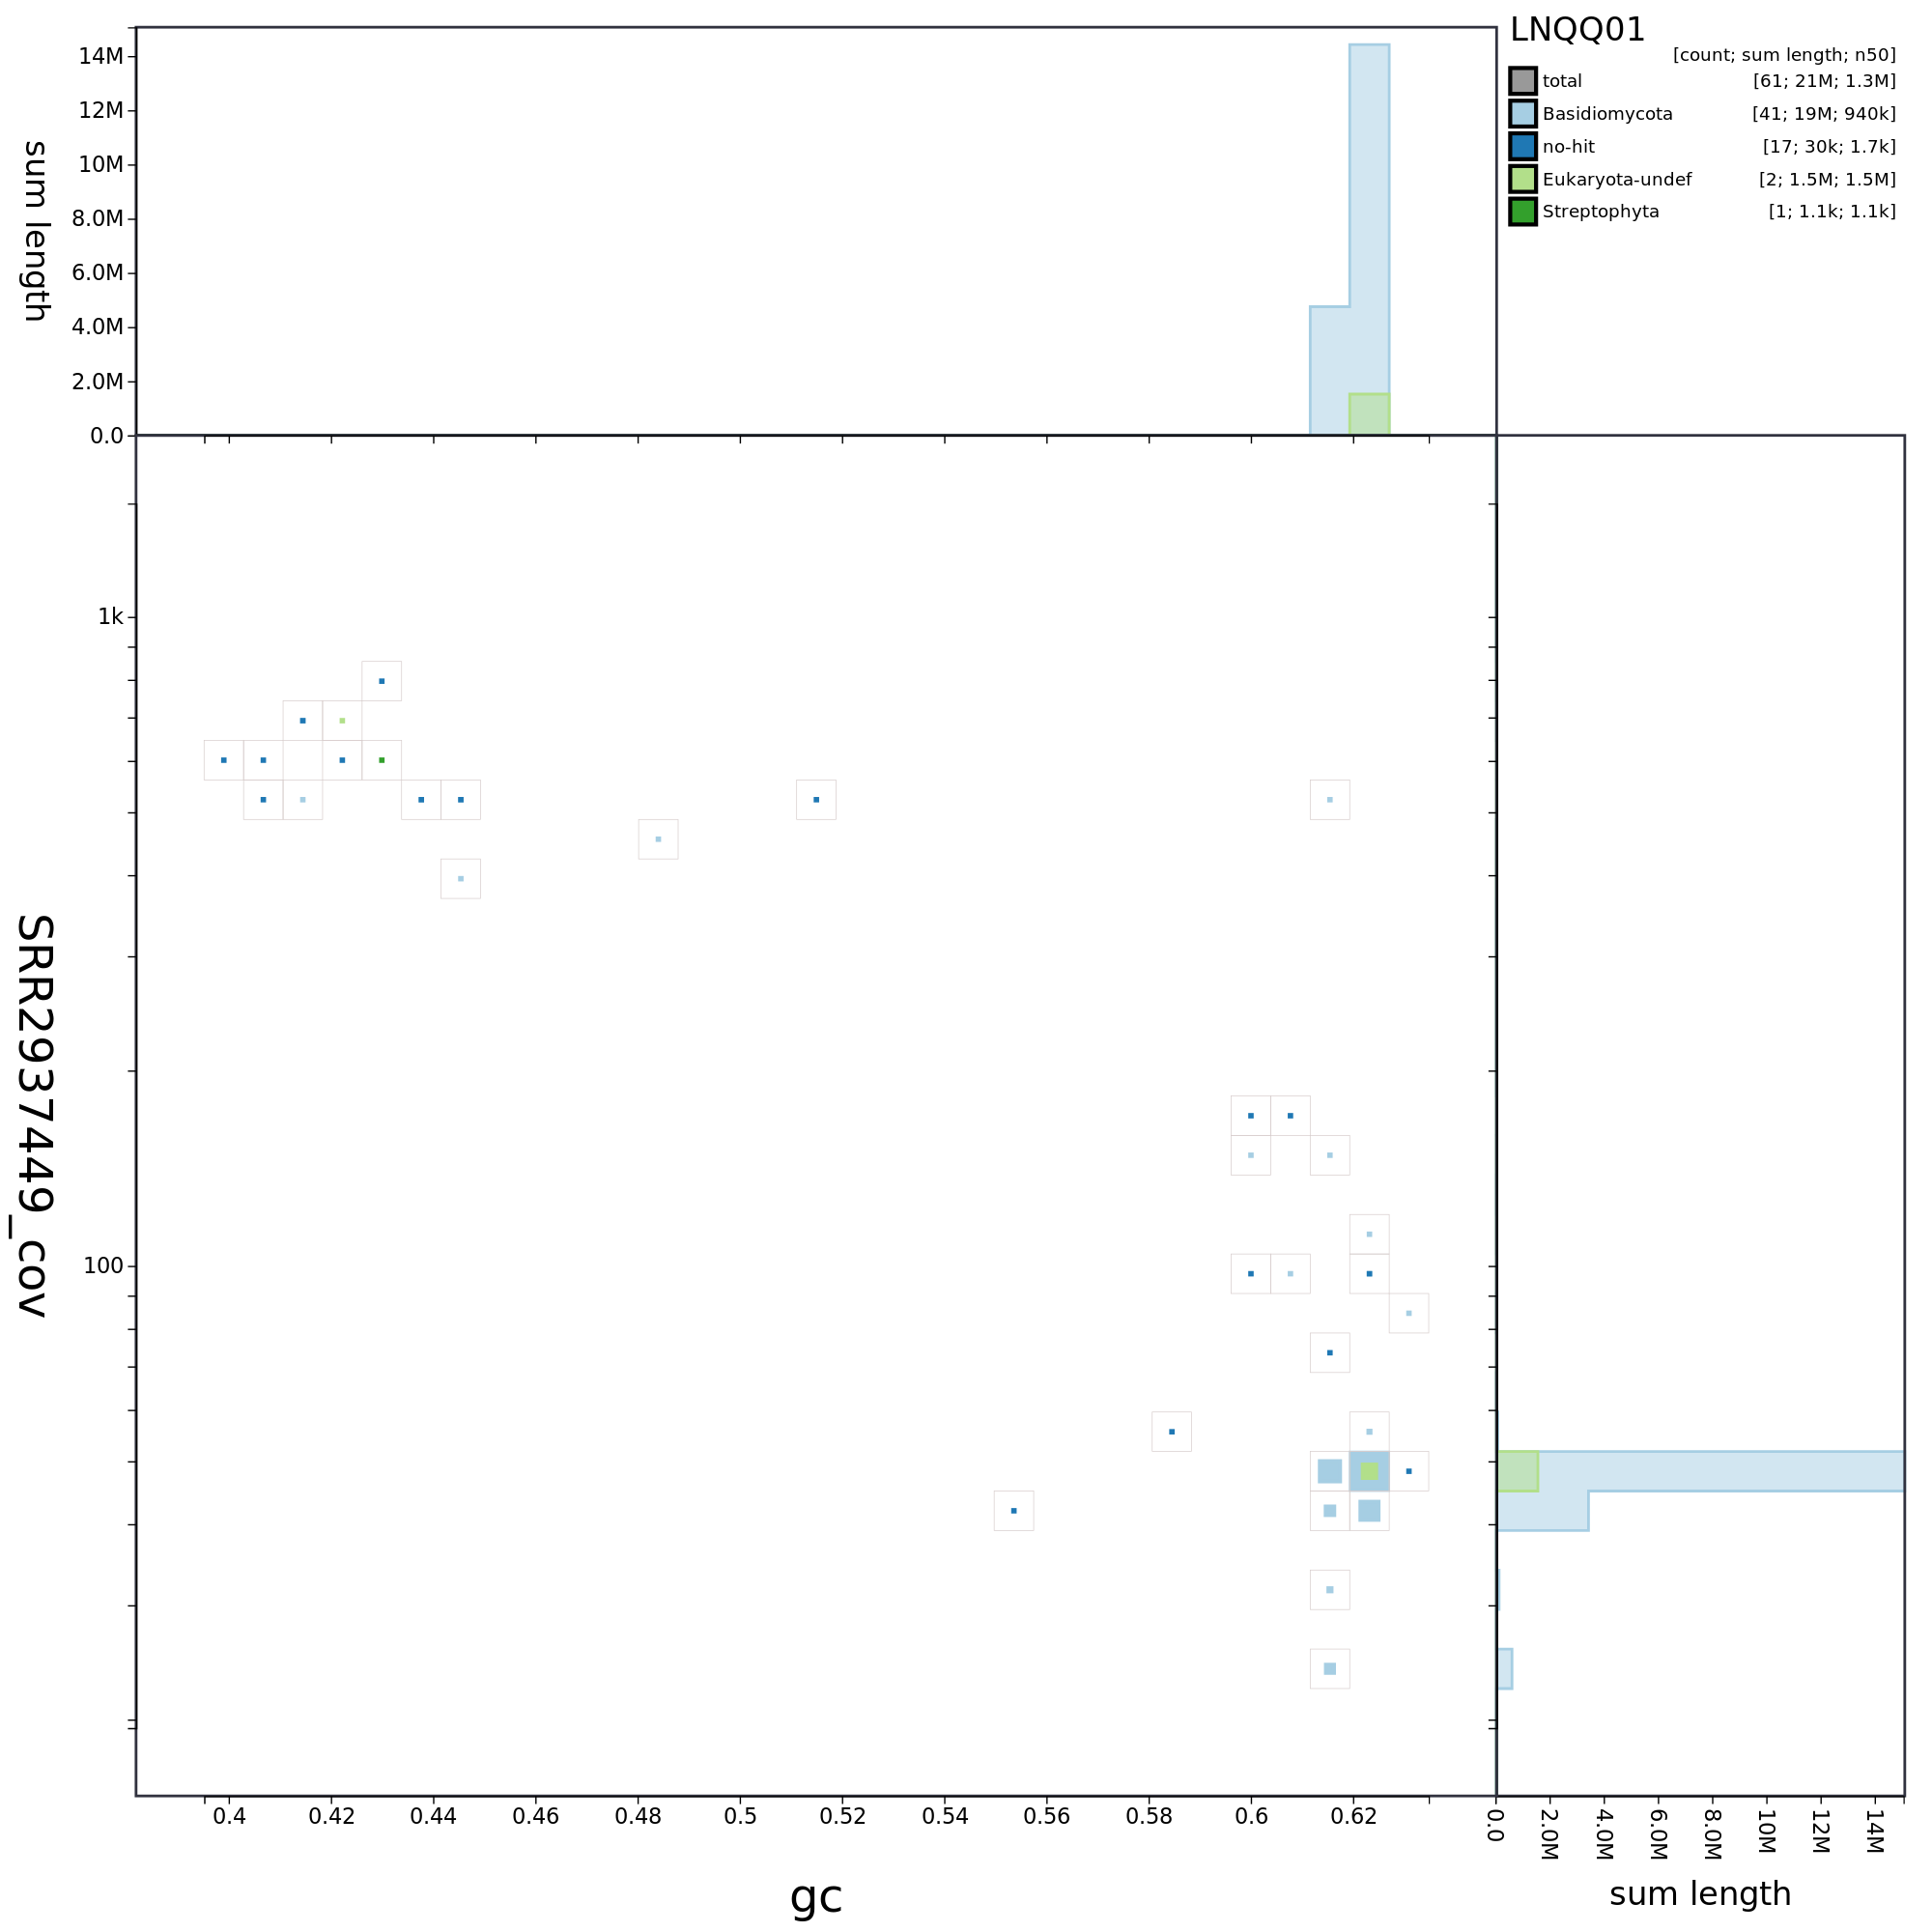 LNQQ01
[count; sum length; n50]
total [61; 21M; 1.3M]
Basidiomycota [41; 19M; 940k]
no-hit [17; 30k; 1.7k]
Eukaryota-undef [2; 1.5M; 1.5M]
Streptophyta [1; 1.1k; 1.1k]
sum length
14M
12M
10M
8.0M
6.0M
4.0M
2.0M
0.0
SRR2937449_cov
1k
100
0.4 0.42 0.44 0.46 0.48 0.5 0.52 0.54 0.56 0.58 0.6 0.62
gc
0.0 2.0M 4.0M 6.0M 8.0M 10M 12M 14M
sum length